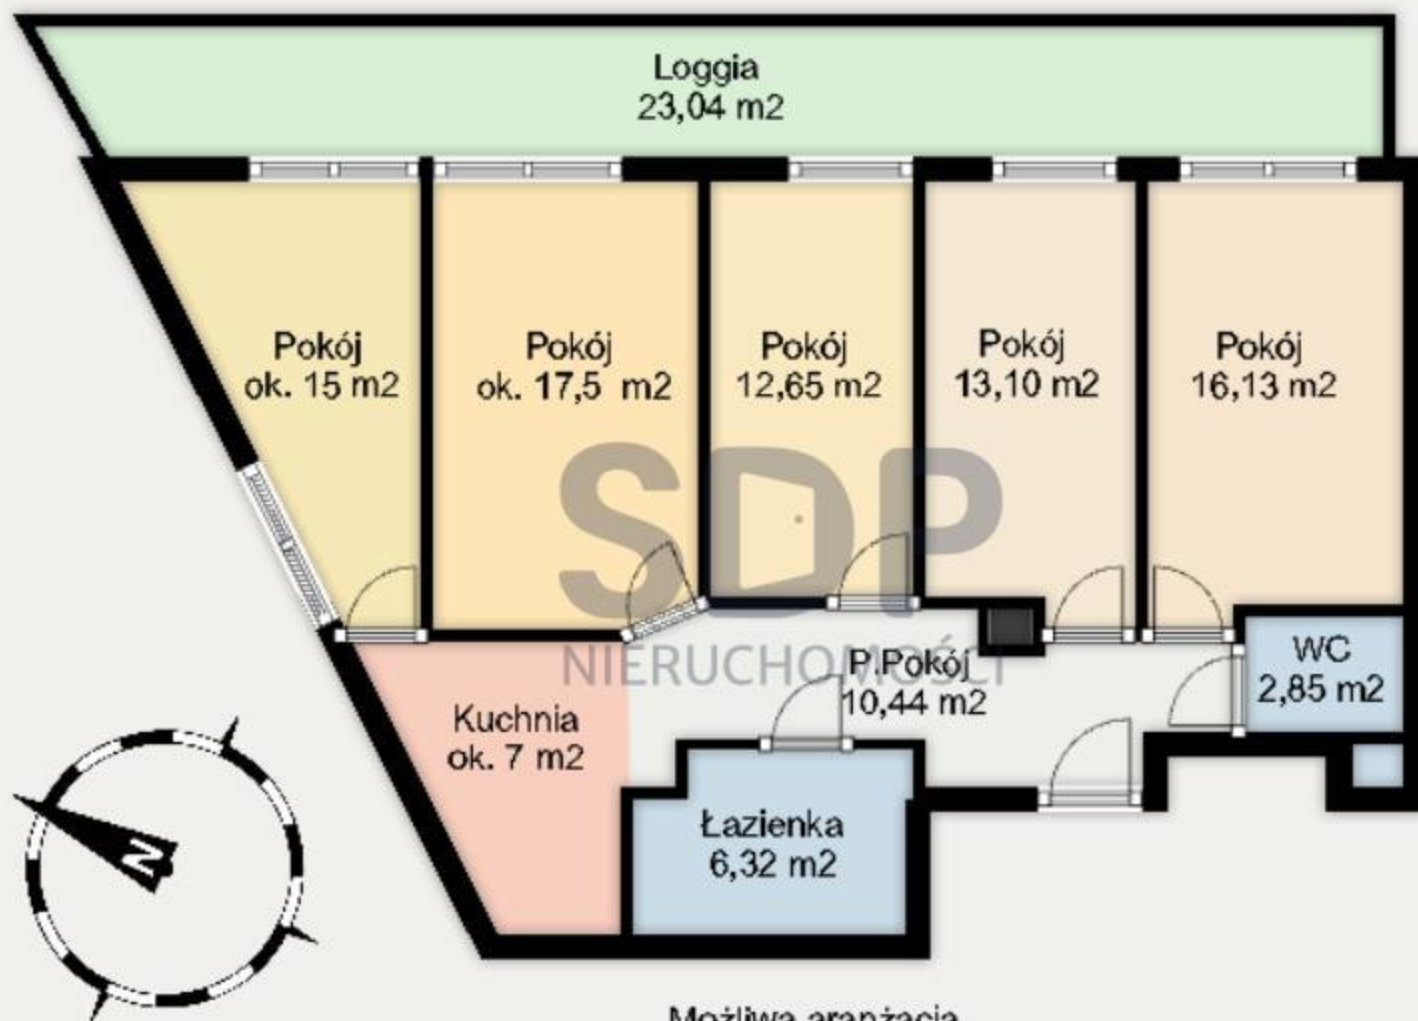 Loggia
23,04 m2
Pokój
ok. 15 m2
Pokój
ok. 17,5 m2
Pokój
12,65 m2
Pokój
13,10 m2
Pokój
16,13 m2
SDP
NIERUCHOMOŚCI
P.Pokój
10,44 m2
WC
2,85 m2
Kuchnia
ok. 7 m2
Łazienka
6,32 m2
N
Możliwa aranżacja